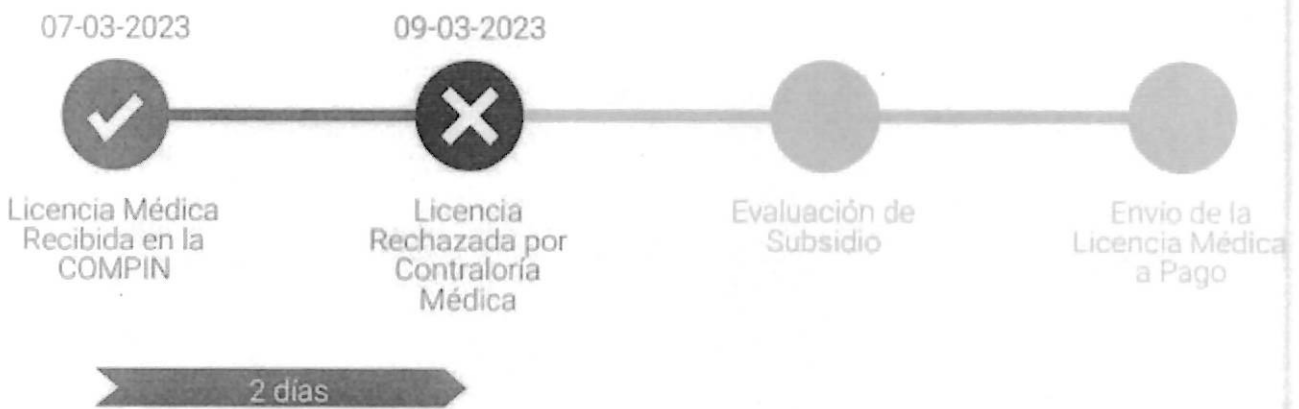 07-03-2023
09-03-2023
Licencia Médica
Recibida en la
COMPIN
Licencia
Rechazada por
Contraloría
Médica
Evaluación de
Subsidio
Envío de la
Licencia Médica
a Pago
2 días